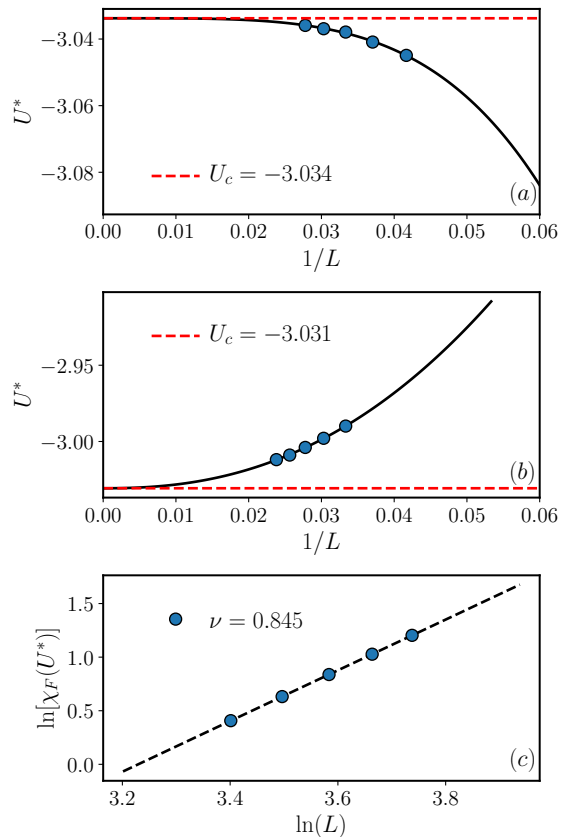 −3.04
−3.06
−3.08
U*
U_c = −3.034
(a)
0.00 0.01 0.02 0.03 0.04 0.05 0.06
1/L
−2.95
−3.00
U*
U_c = −3.031
(b)
0.00 0.01 0.02 0.03 0.04 0.05 0.06
1/L
1.5
1.0
0.5
0.0
ln[χ_F(U*)]
ν = 0.845
(c)
3.2 3.4 3.6 3.8
ln(L)